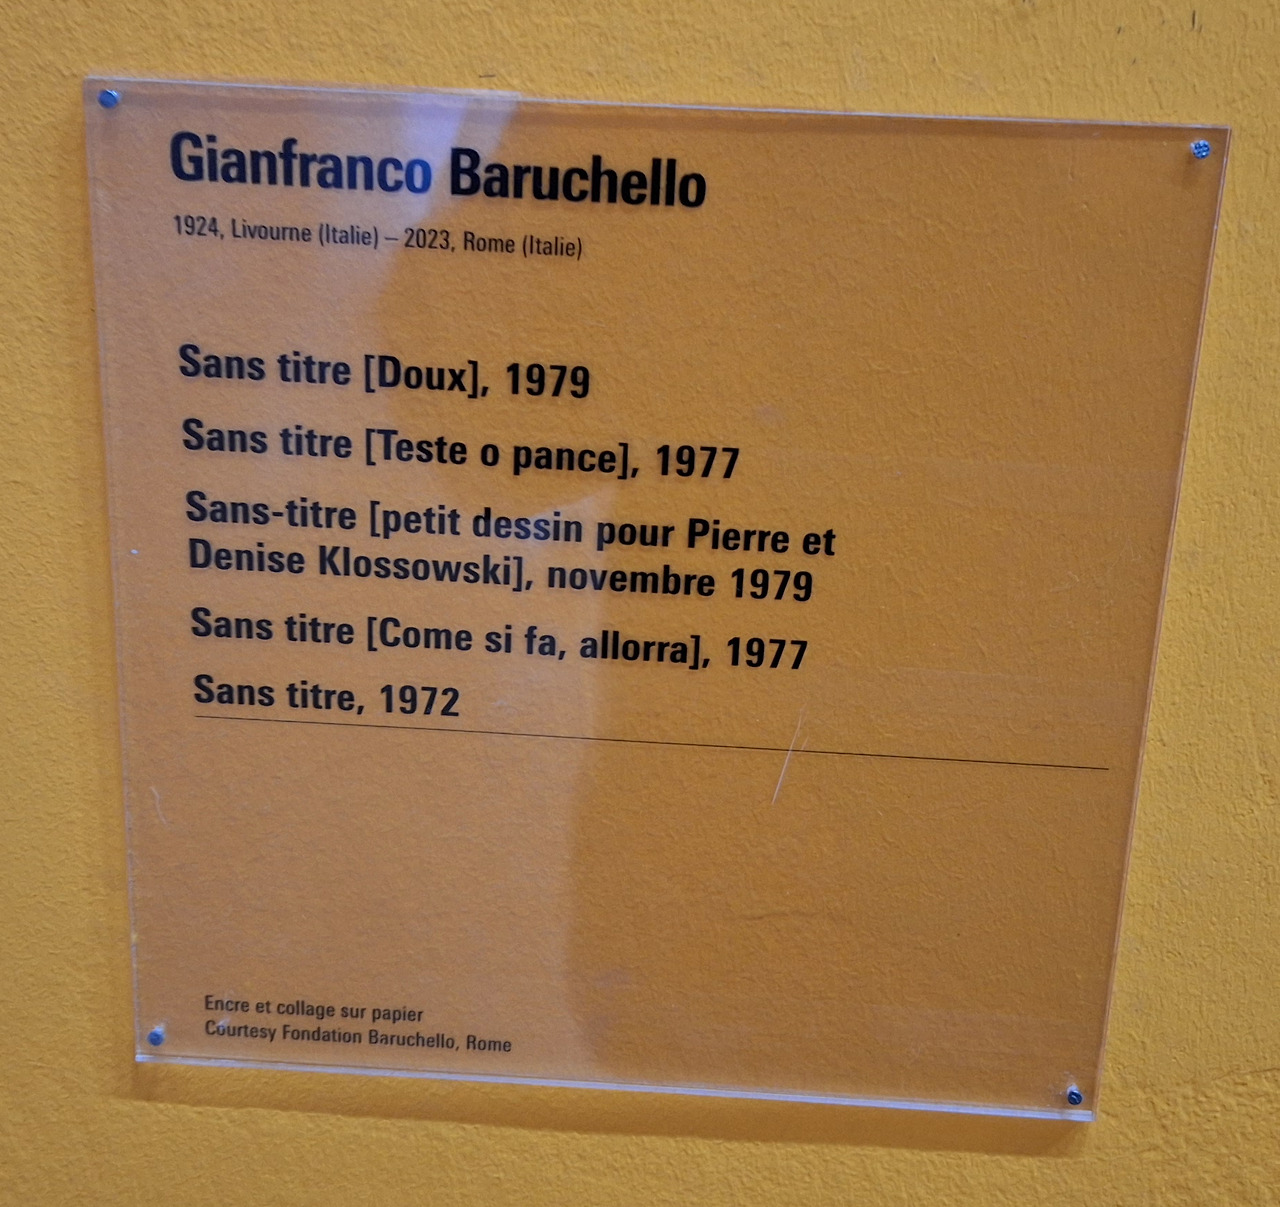 Gianfranco Baruchello
1924, Livourne (Italie) – 2023, Rome (Italie)
Sans titre [Doux], 1979
Sans titre [Teste o pance], 1977
Sans-titre [petit dessin pour Pierre et
Denise Klossowski], novembre 1979
Sans titre [Come si fa, allorra], 1977
Sans titre, 1972
Encre et collage sur papier
Courtesy Fondation Baruchello, Rome